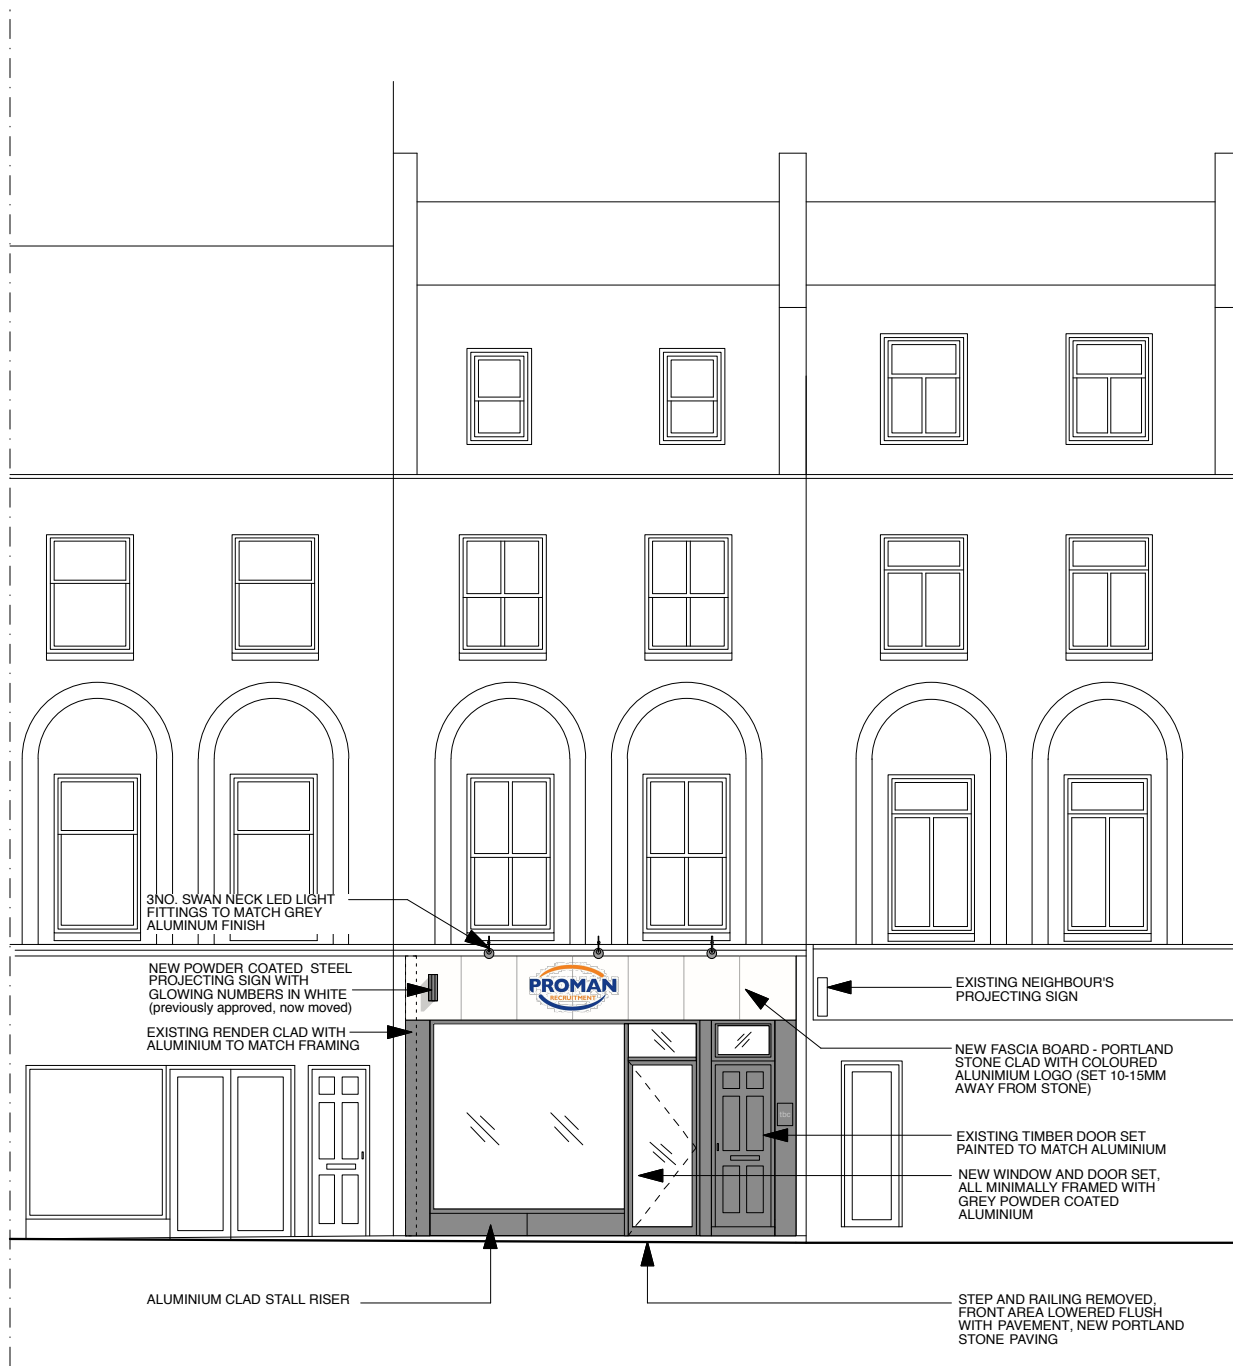 3NO. SWAN NECK LED LIGHT
FITTINGS TO MATCH GREY
ALUMINUM FINISH
NEW POWDER COATED STEEL
PROJECTING SIGN WITH
GLOWING NUMBERS IN WHITE
(previously approved, now moved)
EXISTING RENDER CLAD WITH
ALUMINIUM TO MATCH FRAMING
PROMAN
RECRUITMENT
EXISTING NEIGHBOUR'S
PROJECTING SIGN
NEW FASCIA BOARD - PORTLAND
STONE CLAD WITH COLOURED
ALUNIMIUM LOGO (SET 10-15MM
AWAY FROM STONE)
tbc
EXISTING TIMBER DOOR SET
PAINTED TO MATCH ALUMINIUM
NEW WINDOW AND DOOR SET,
ALL MINIMALLY FRAMED WITH
GREY POWDER COATED
ALUMINIUM
ALUMINIUM CLAD STALL RISER
STEP AND RAILING REMOVED,
FRONT AREA LOWERED FLUSH
WITH PAVEMENT, NEW PORTLAND
STONE PAVING